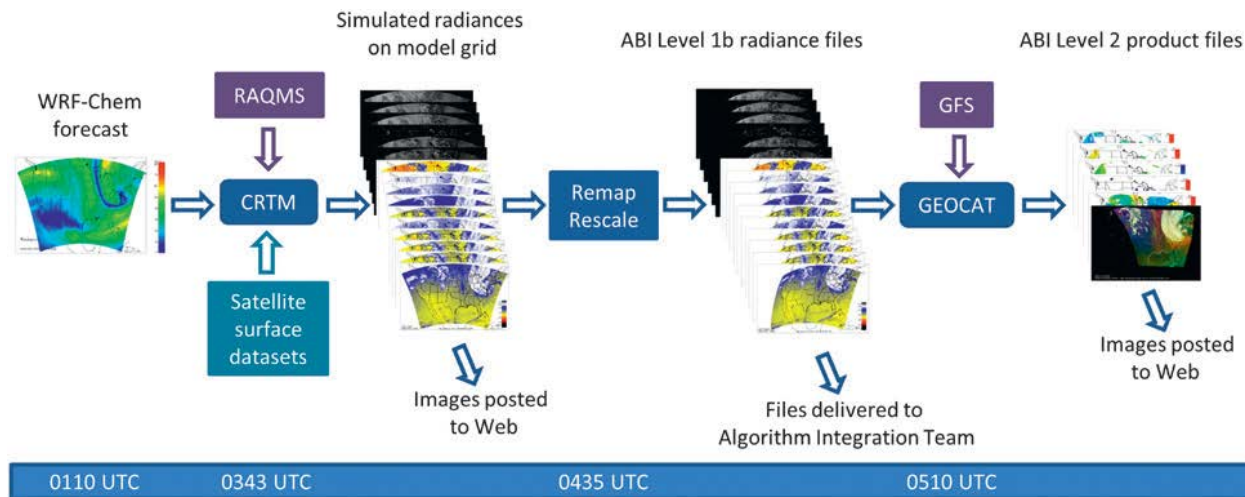 Simulated radiances
on model grid
ABI Level 1b radiance files
ABI Level 2 product files
WRF-Chem
forecast
RAQMS
GFS
CRTM
Remap
Rescale
GEOCAT
Satellite
surface
datasets
Images posted
to Web
Files delivered to
Algorithm Integration Team
Images posted
to Web
0110 UTC
0343 UTC
0435 UTC
0510 UTC